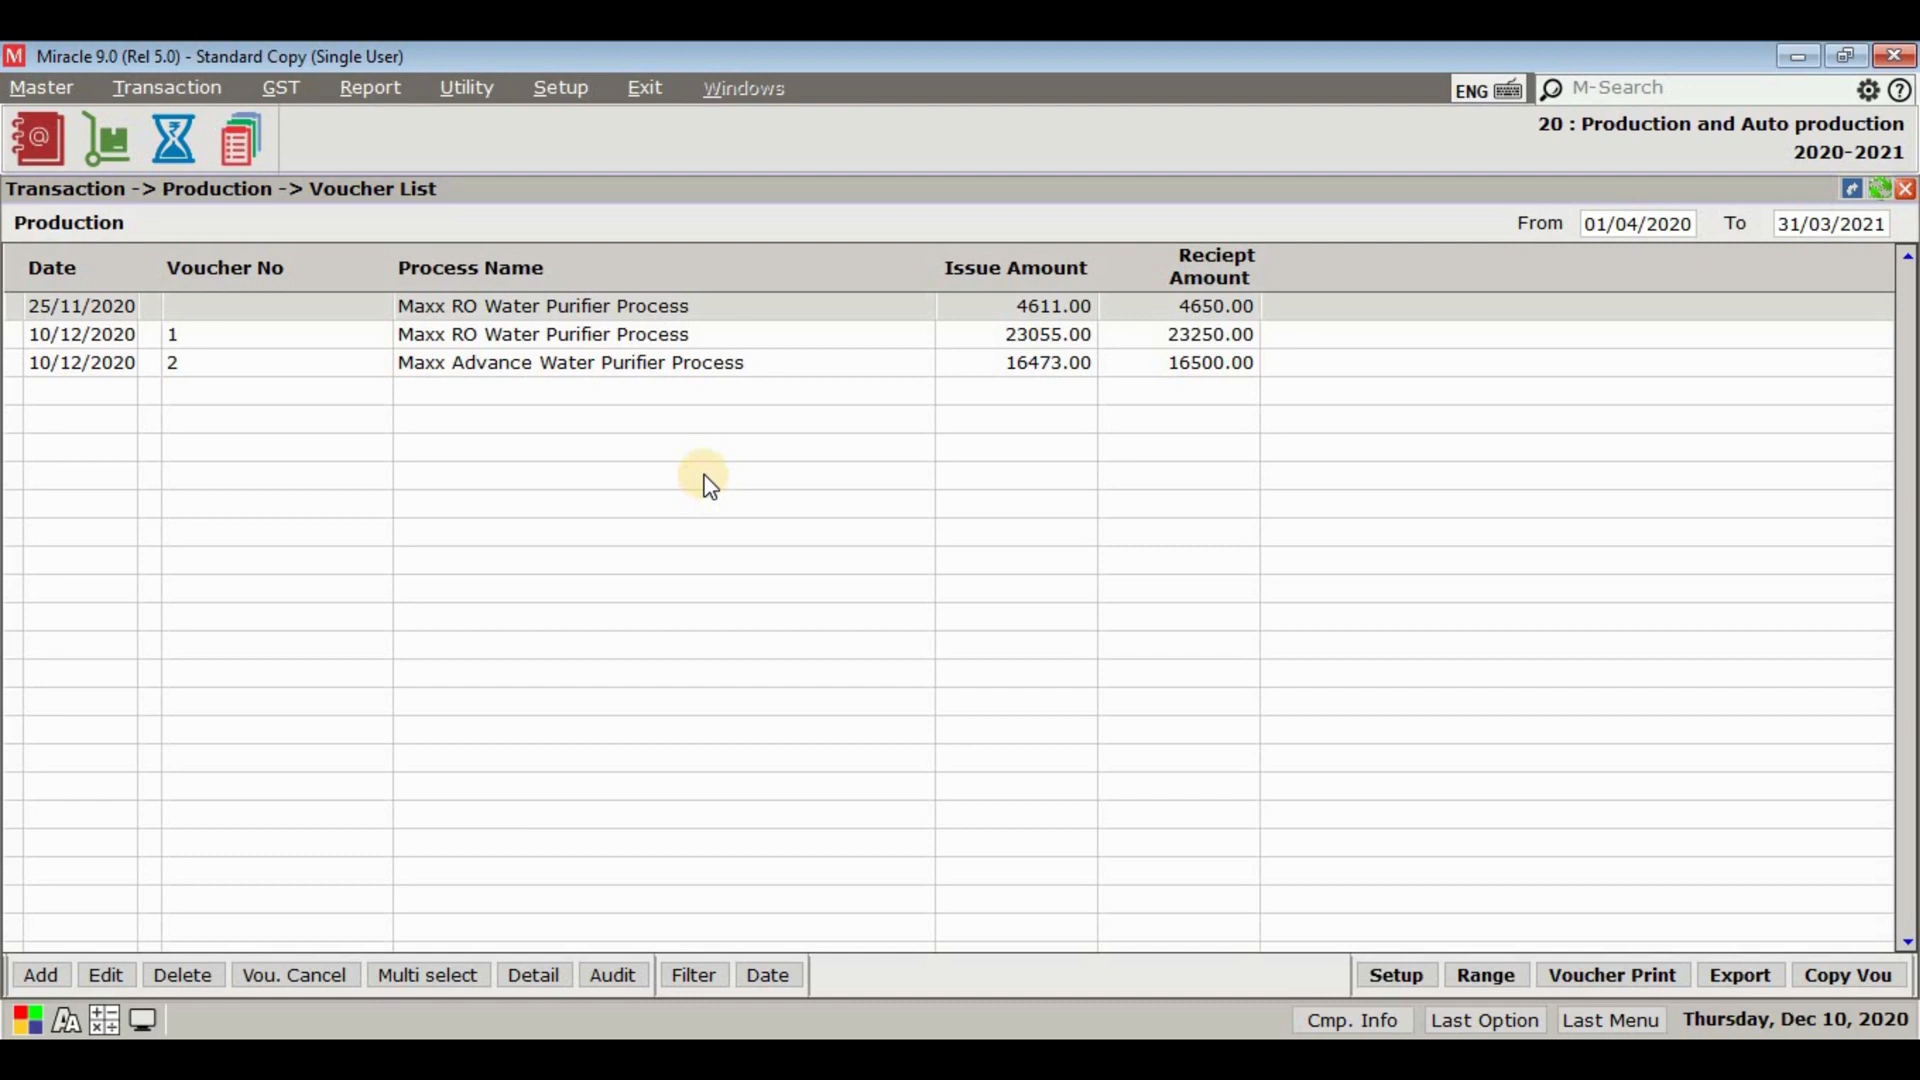 M Miracle 9.0 (Rel 5.0) - Standard Copy (Single User)
Master Transaction GST Report Utility Setup Exit Windows ENG M-Search
20 : Production and Auto production
2020-2021
Transaction -> Production -> Voucher List
Production From 01/04/2020 To 31/03/2021
Date Voucher No Process Name Issue Amount Reciept Amount
25/11/2020 Maxx RO Water Purifier Process 4611.00 4650.00
10/12/2020 1 Maxx RO Water Purifier Process 23055.00 23250.00
10/12/2020 2 Maxx Advance Water Purifier Process 16473.00 16500.00
Add Edit Delete Vou. Cancel Multi select Detail Audit Filter Date Setup Range Voucher Print Export Copy Vou
Cmp. Info Last Option Last Menu Thursday, Dec 10, 2020